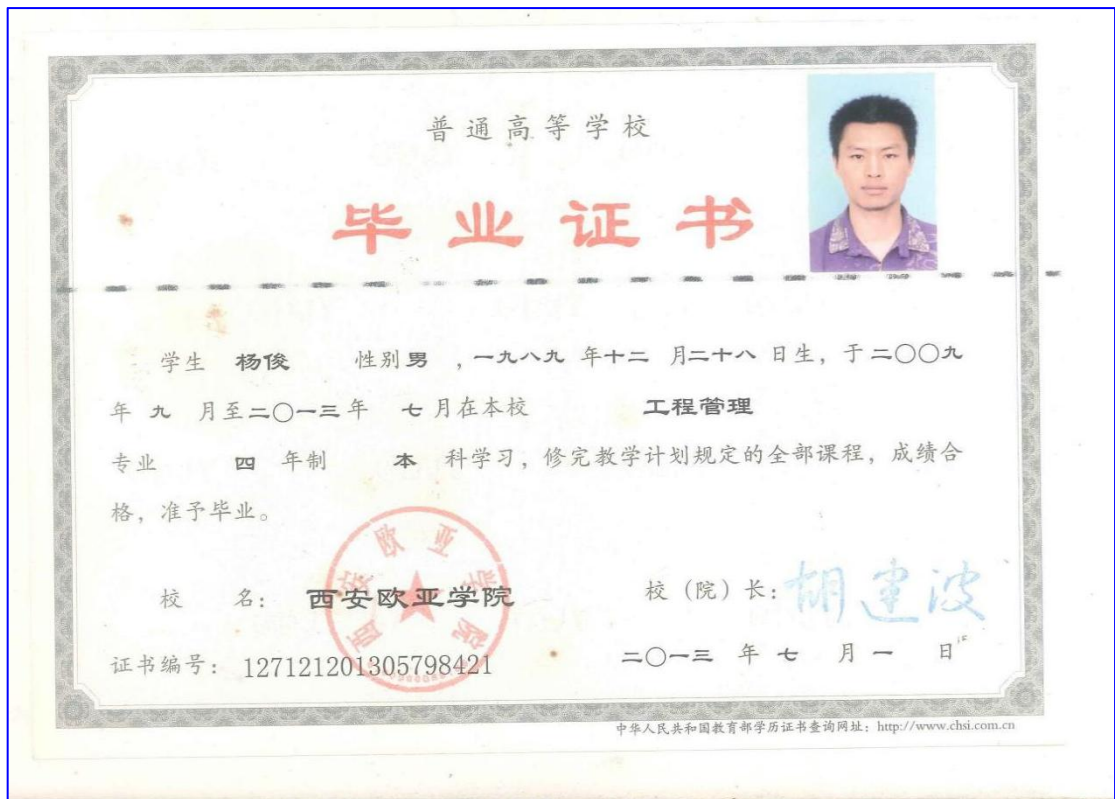 普通高等学校
毕业证书
学生 杨俊 性别 男 ，一九八九 年十二 月二十八 日生，于二〇〇九
年 九 月至二〇一三年 七月在本校 工程管理
专业 四 年制 本 科学习，修完教学计划规定的全部课程，成绩合
格，准予毕业。
西安欧亚学院
校 名： 西安欧亚学院
校（院）长：胡建波
证书编号：127121201305798421
二〇一三 年 七 月 一 日
中华人民共和国教育部学历证书查询网址：http://www.chsi.com.cn